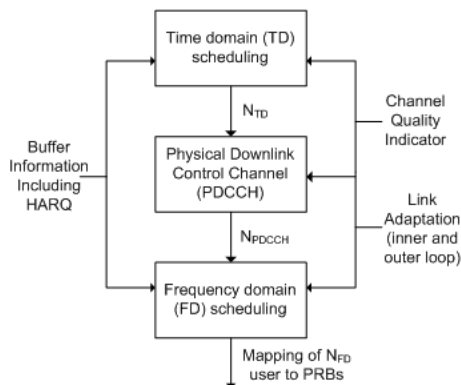 Time domain (TD)
scheduling
N_TD
Buffer
Information
Including
HARQ
Physical Downlink
Control Channel
(PDCCH)
Channel
Quality
Indicator
Link
Adaptation
(inner and
outer loop)
N_PDCCH
Frequency domain
(FD) scheduling
Mapping of N_FD
user to PRBs